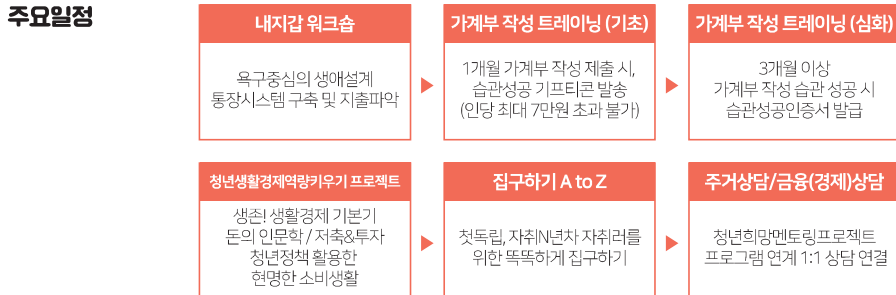 주요일정
내지갑 워크숍
욕구중심의 생애설계
통장시스템 구축 및 지출파악
가계부 작성 트레이닝 (기초)
1개월 가계부 작성 제출 시,
습관성공 기프티콘 발송
(인당 최대 7만원 초과 불가)
가계부 작성 트레이닝 (심화)
3개월 이상
가계부 작성 습관 성공 시
습관성공인증서 발급
청년생활경제역량키우기 프로젝트
생존! 생활경제 기본기
돈의 인문학 / 저축&투자
청년정책 활용한
현명한 소비생활
집구하기 A to Z
첫독립, 자취N년차 자취러를
위한 똑똑하게 집구하기
주거상담/금융(경제)상담
청년희망멘토링프로젝트
프로그램 연계 1:1 상담 연결